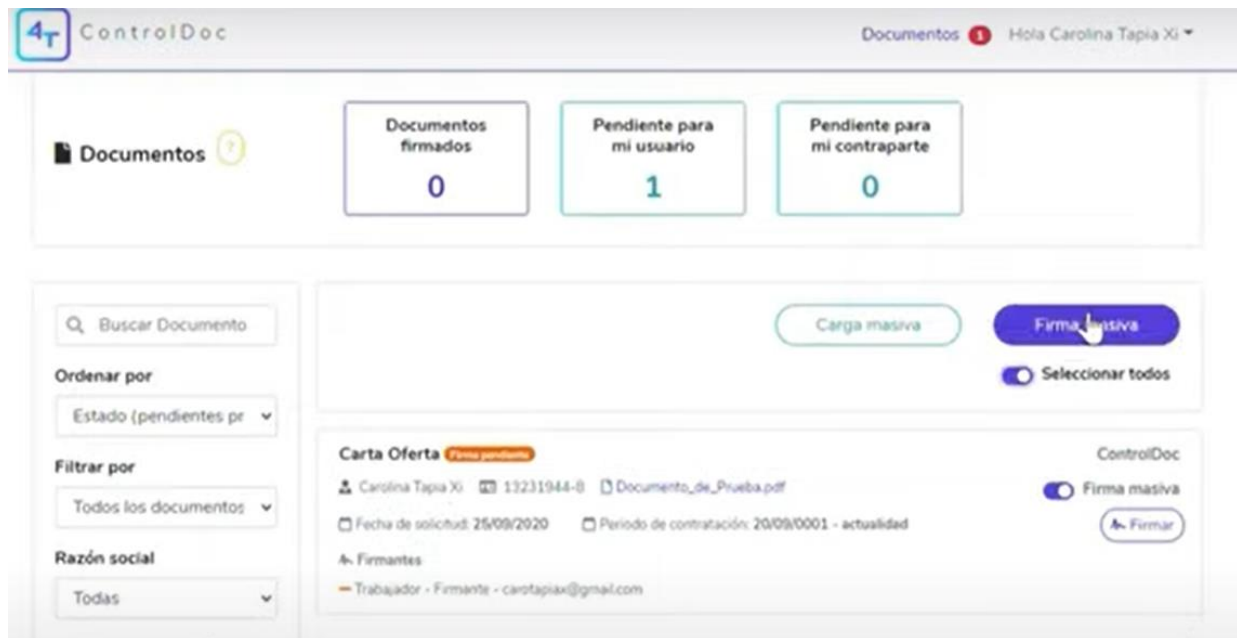 4T ControlDoc
Documentos 1 Hola Carolina Tapia Xi
Documentos ?
Documentos
firmados
0
Pendiente para
mi usuario
1
Pendiente para
mi contraparte
0
Buscar Documento
Ordenar por
Estado (pendientes pr
Filtrar por
Todos los documentos
Razón social
Todas
Carga masiva
Firma masiva
Seleccionar todos
Carta Oferta Firma pendiente
ControlDoc
Carolina Tapia Xi 13231944-8 Documento_de_Prueba.pdf
Firma masiva
Fecha de solicitud: 25/09/2020 Periodo de contratación: 20/09/0001 - actualidad
Firmar
Firmantes
Trabajador - Firmante - carotapiax@gmail.com